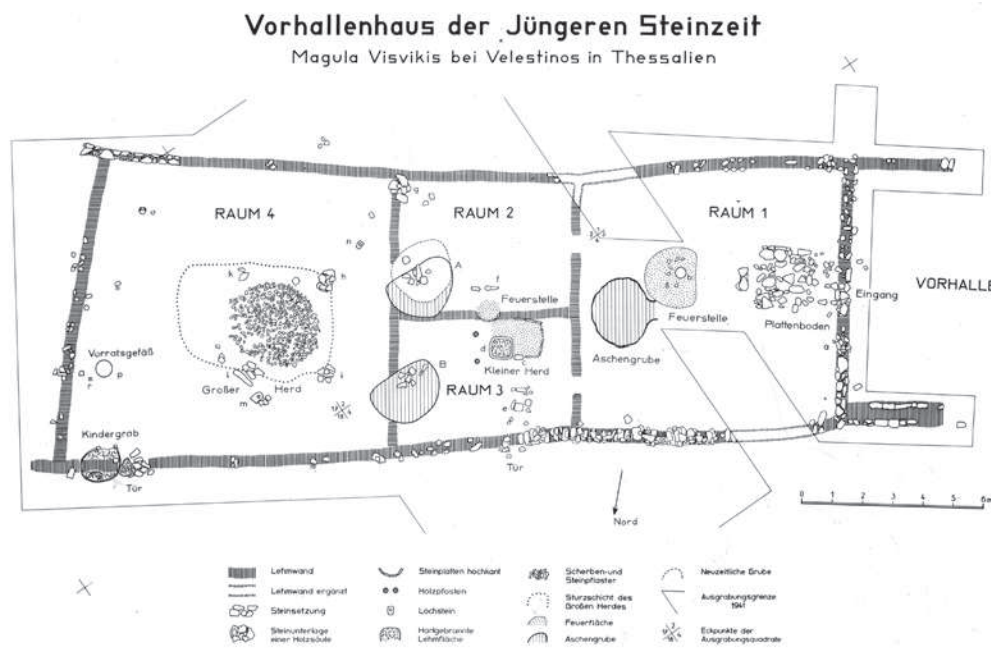 Vorhallenhaus der Jüngeren Steinzeit
Magula Visvikis bei Velestinos in Thessalien
RAUM 4
RAUM 2
RAUM 1
VORHALLE
Eingang
Plattenboden
Feuerstelle
Aschengrube
Feuerstelle
Kleiner Herd
RAUM 3
Vorratsgefäß
Großer Herd
Kindergrab
Tür
Tür
Nord
A
B
a
b
c
d
e
f
g
h
i
k
m
n
o
p
r
0 1 2 3 4 5 6m
Lehmwand
Lehmwand ergänzt
Steinsetzung
Steinunterlage
einer Holzsäule
Steinplatten hochkant
Holzpfosten
Lochstein
Hartgebrannte
Lehmfläche
Scherben-und
Steinpflaster
Sturzschicht des
Großen Herdes
Feuerfläche
Aschengrube
Neuzeitliche Grube
Ausgrabungsgrenze
1941
Eckpunkte der
Ausgrabungsquadrate